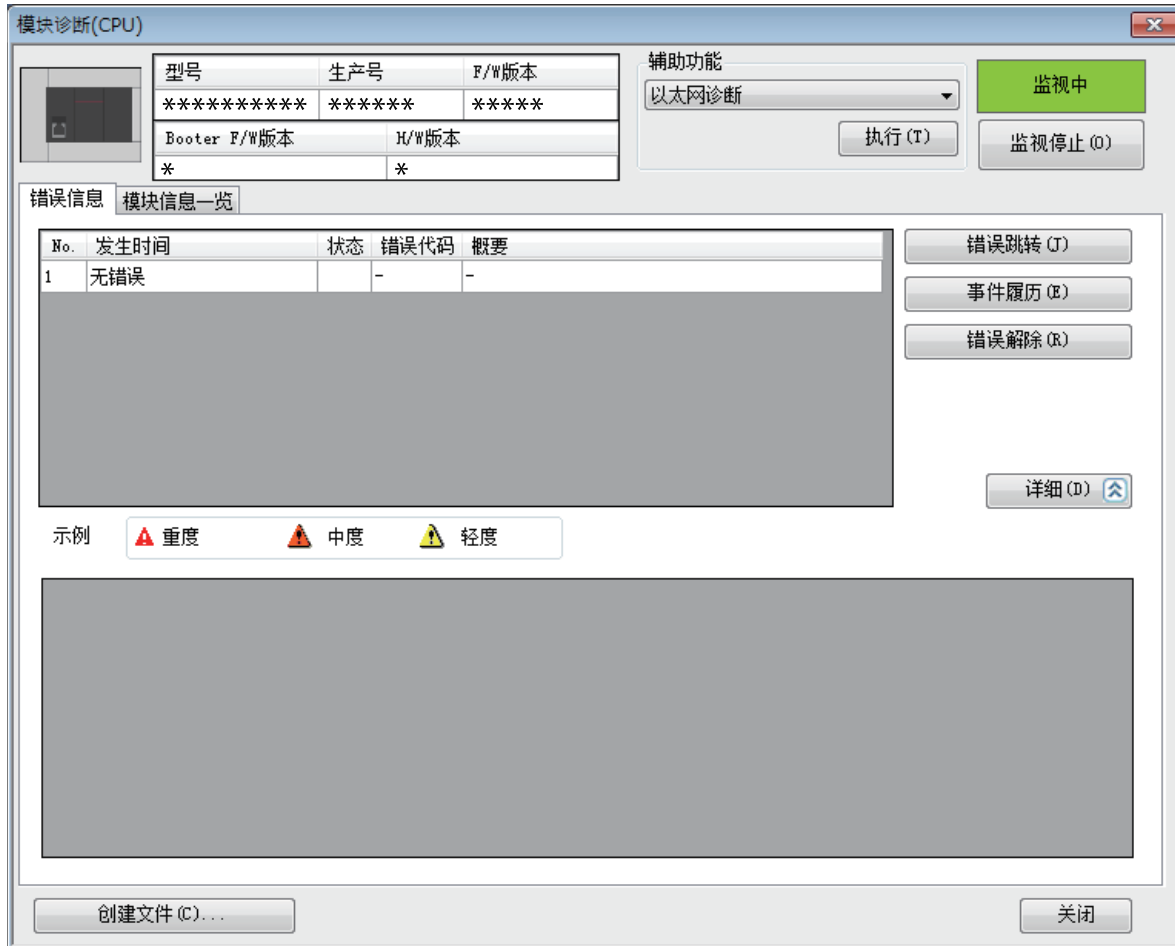 模块诊断(CPU)
型号 生产号 F/W版本
********** ****** *****
Booter F/W版本 H/W版本
* *
辅助功能
以太网诊断
执行(T)
监视中
监视停止(O)
错误信息 模块信息一览
No. 发生时间 状态 错误代码 概要
1 无错误 - -
错误跳转(J)
事件履历(E)
错误解除(R)
详细(D)
示例 重度 中度 轻度
创建文件(C)... 关闭